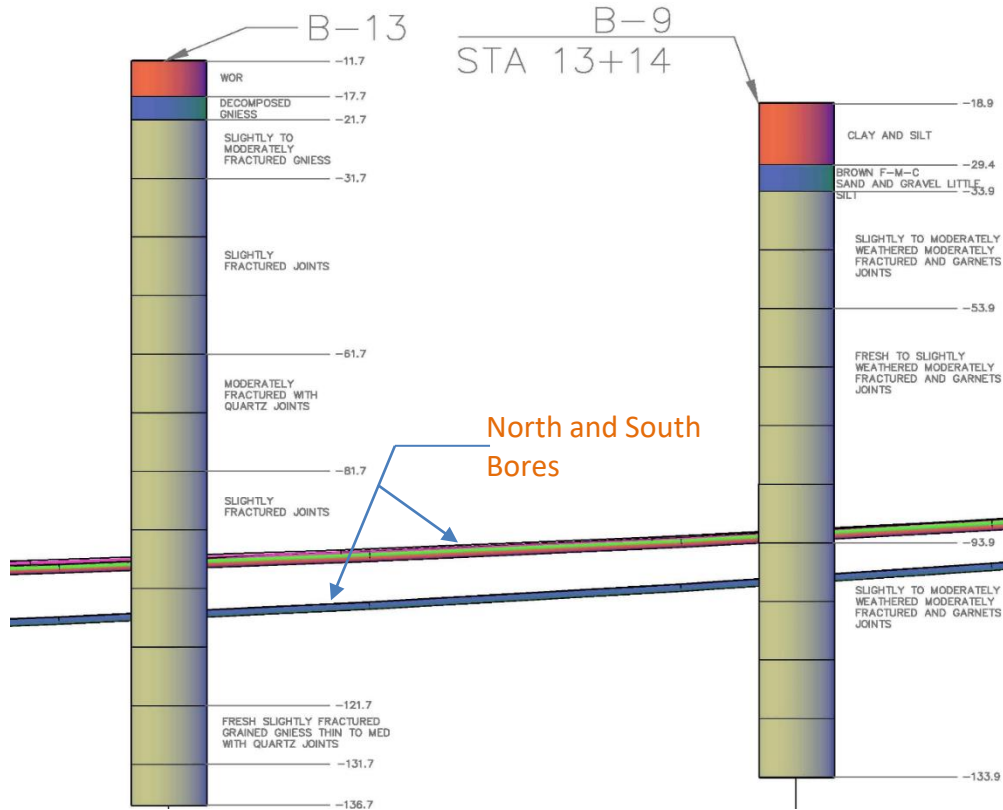 B-13
-11.7
WOR
-17.7
DECOMPOSED
GNIESS
-21.7
SLIGHTLY TO
MODERATELY
FRACTURED GNIESS
-31.7
SLIGHTLY
FRACTURED JOINTS
-61.7
MODERATELY
FRACTURED WITH
QUARTZ JOINTS
-81.7
SLIGHTLY
FRACTURED JOINTS
-121.7
FRESH SLIGHTLY FRACTURED
GRAINED GNIESS THIN TO MED
WITH QUARTZ JOINTS
-131.7
-136.7
North and South
Bores
B-9
STA 13+14
-18.9
CLAY AND SILT
-29.4
BROWN F-M-C
SAND AND GRAVEL LITTLE
SILT
-33.9
SLIGHTLY TO MODERATELY
WEATHERED MODERATELY
FRACTURED AND GARNETS
JOINTS
-53.9
FRESH TO SLIGHTLY
WEATHERED MODERATELY
FRACTURED AND GARNETS
JOINTS
-93.9
SLIGHTLY TO MODERATELY
WEATHERED MODERATELY
FRACTURED AND GARNETS
JOINTS
-133.9